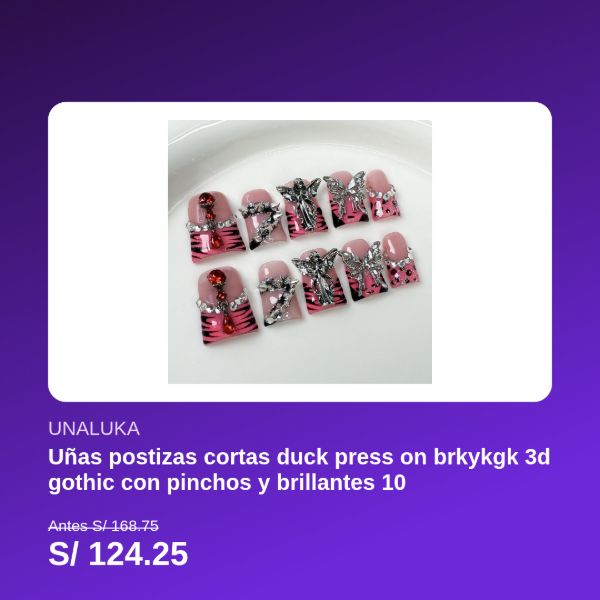 UNALUKA
Uñas postizas cortas duck press on brkykgk 3d
gothic con pinchos y brillantes 10
Antes S/ 168.75
S/ 124.25